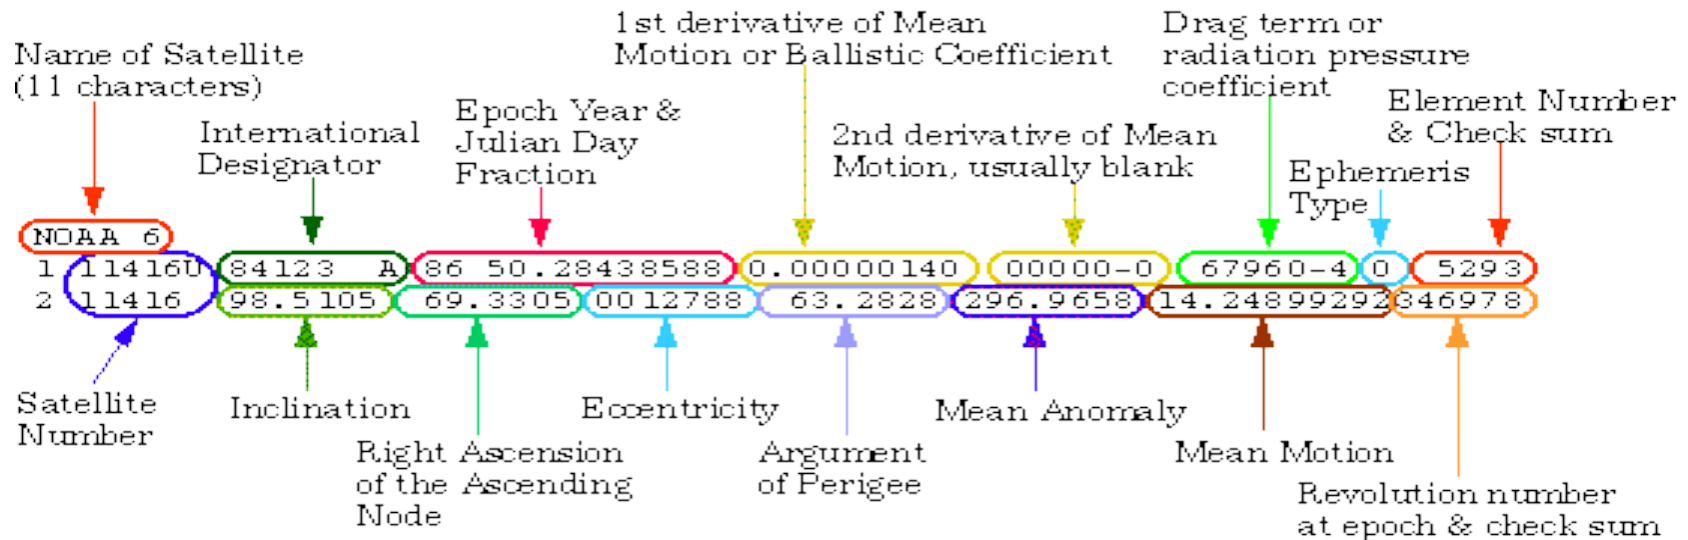 1st derivative of Mean
Motion or Ballistic Coefficient
Drag term or
radiation pressure
coefficient
Name of Satellite
(11 characters)
Element Number
& Check sum
Epoch Year &
Julian Day
Fraction
International
Designator
2nd derivative of Mean
Motion, usually blank
Ephemeris
Type
NOAA 6
1 11416U 84123 A 86 50.28438588 0.00000140 00000-0 67960-4 0 5293
2 11416 98.5105 69.3305 0012788 63.2828 296.9658 14.24899292 846978
Satellite
Number
Inclination
Eccentricity
Mean Anomaly
Right Ascension
of the Ascending
Node
Argument
of Perigee
Mean Motion
Revolution number
at epoch & check sum